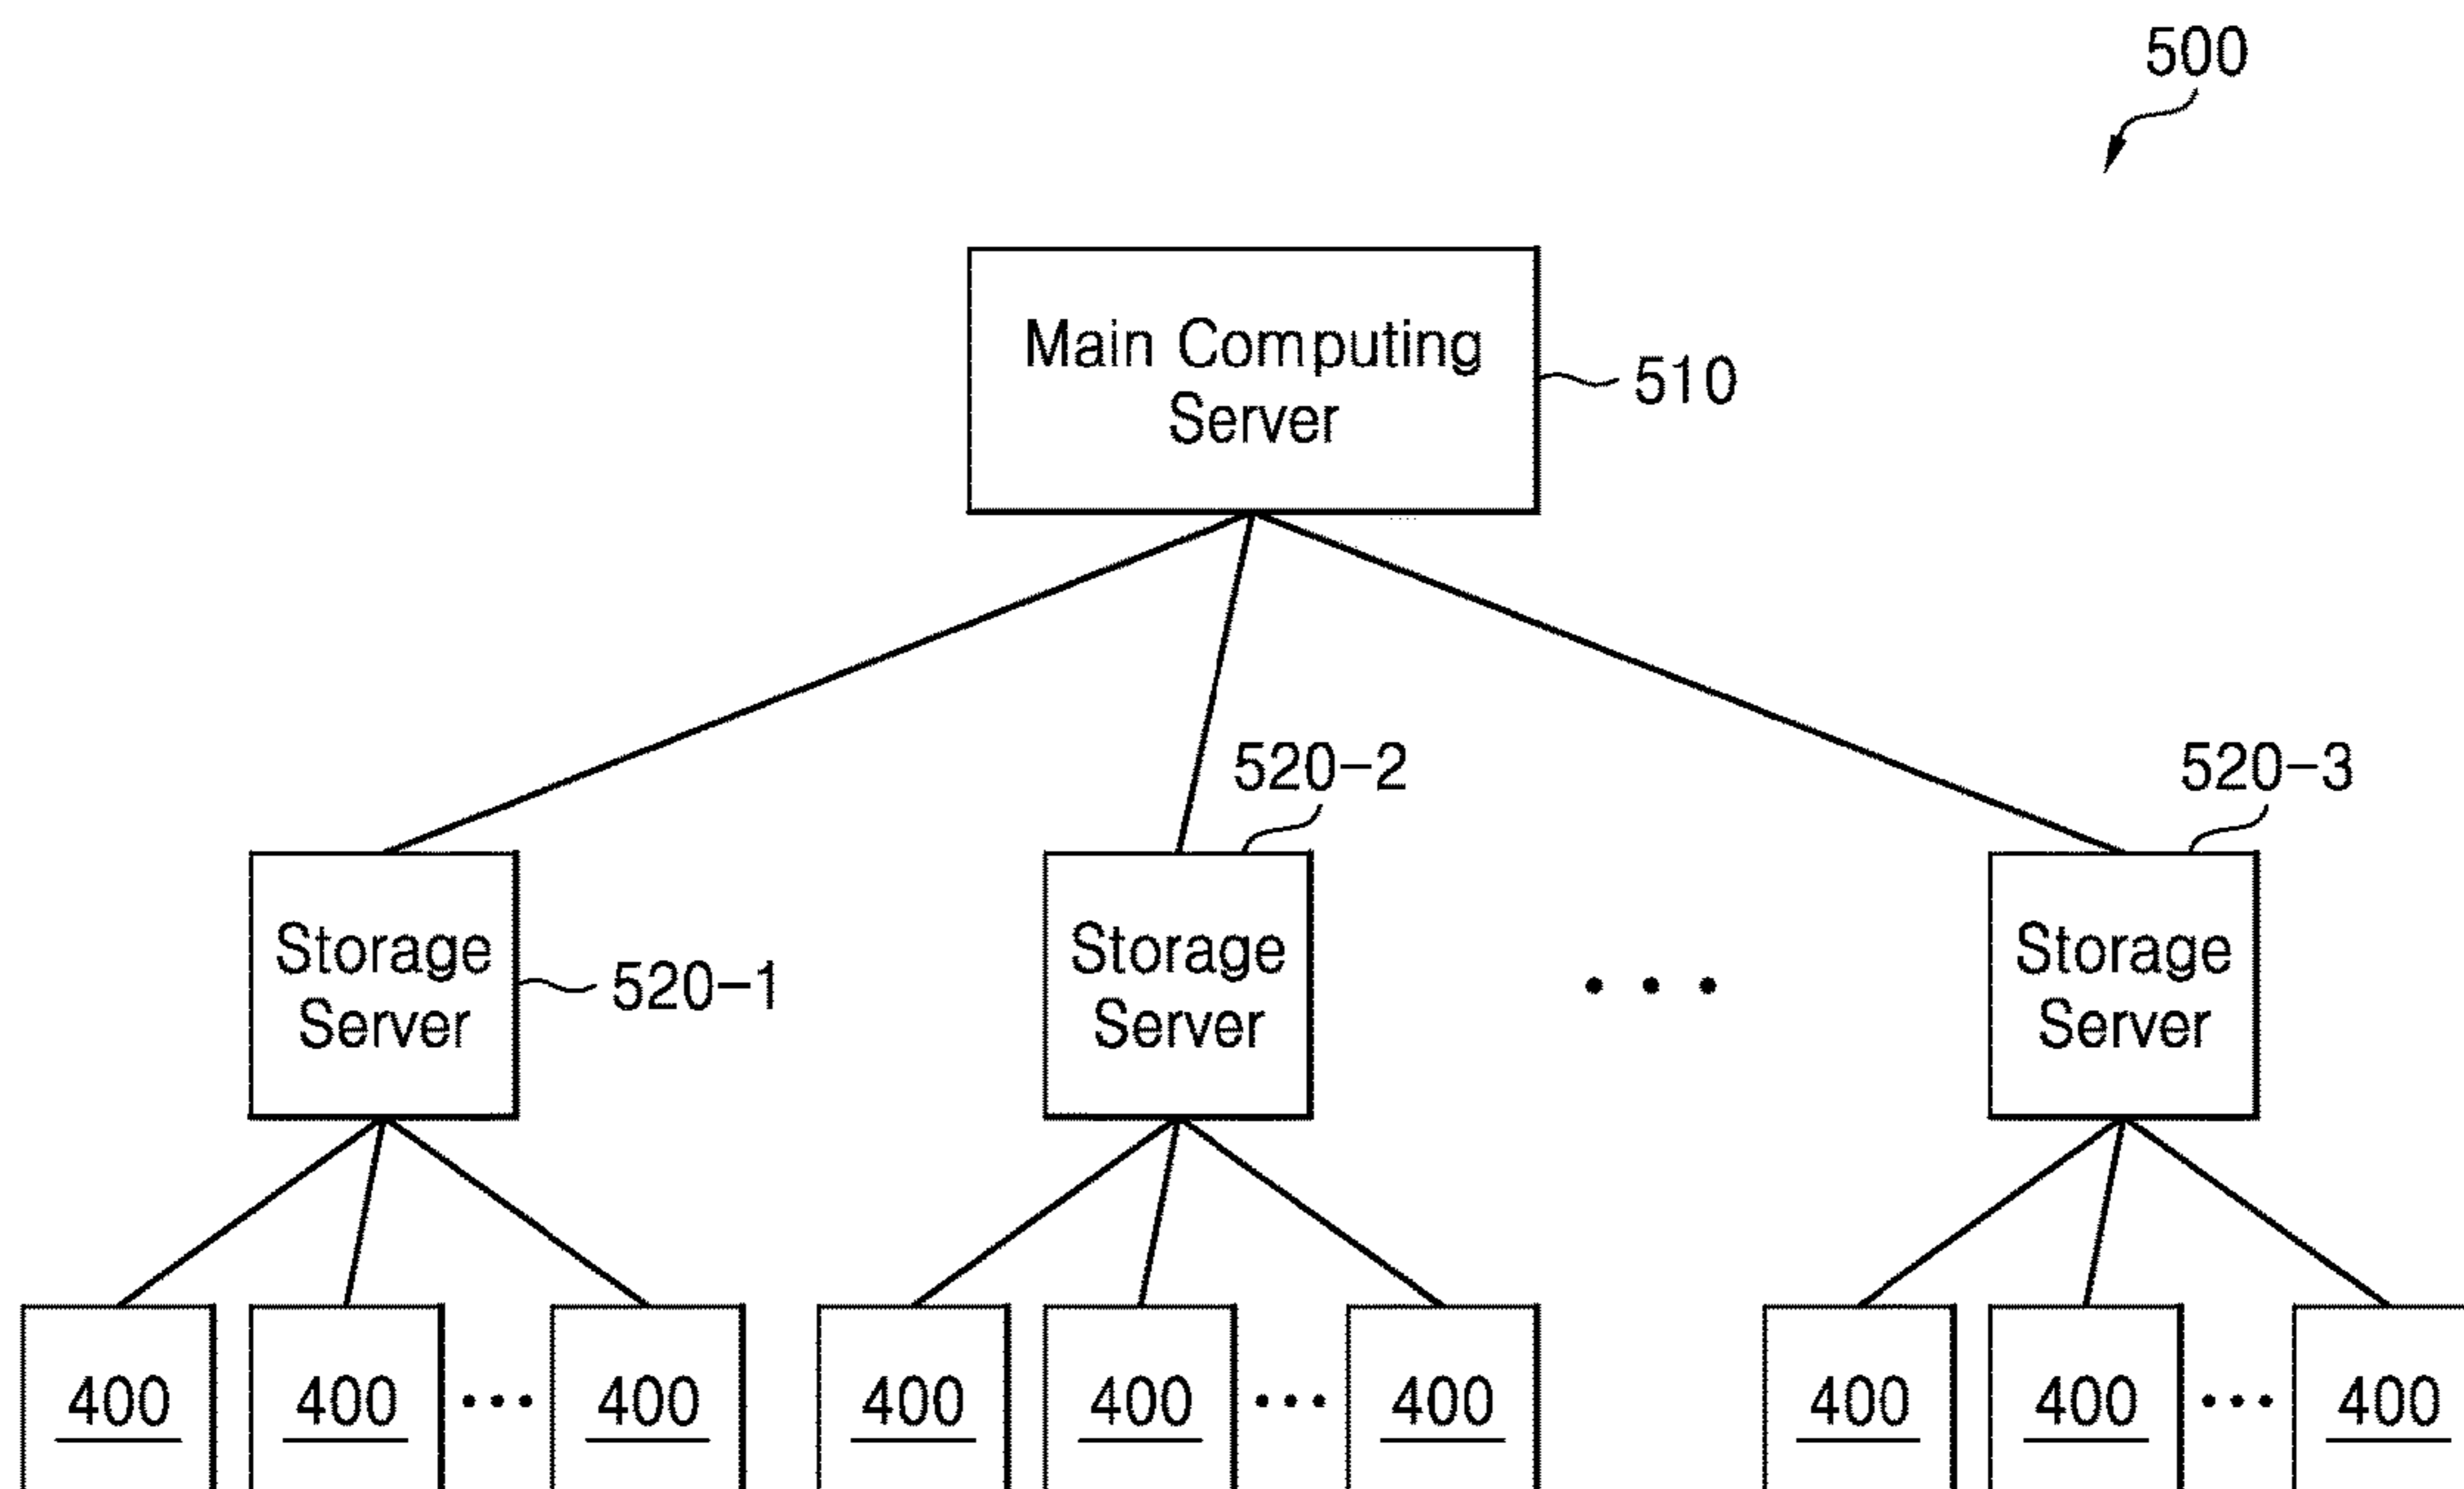 500
Main Computing
Server
510
520-2
520-3
Storage
Server
520-1
Storage
Server
Storage
Server
400 400 ... 400 400 400 ... 400 400 400 ... 400